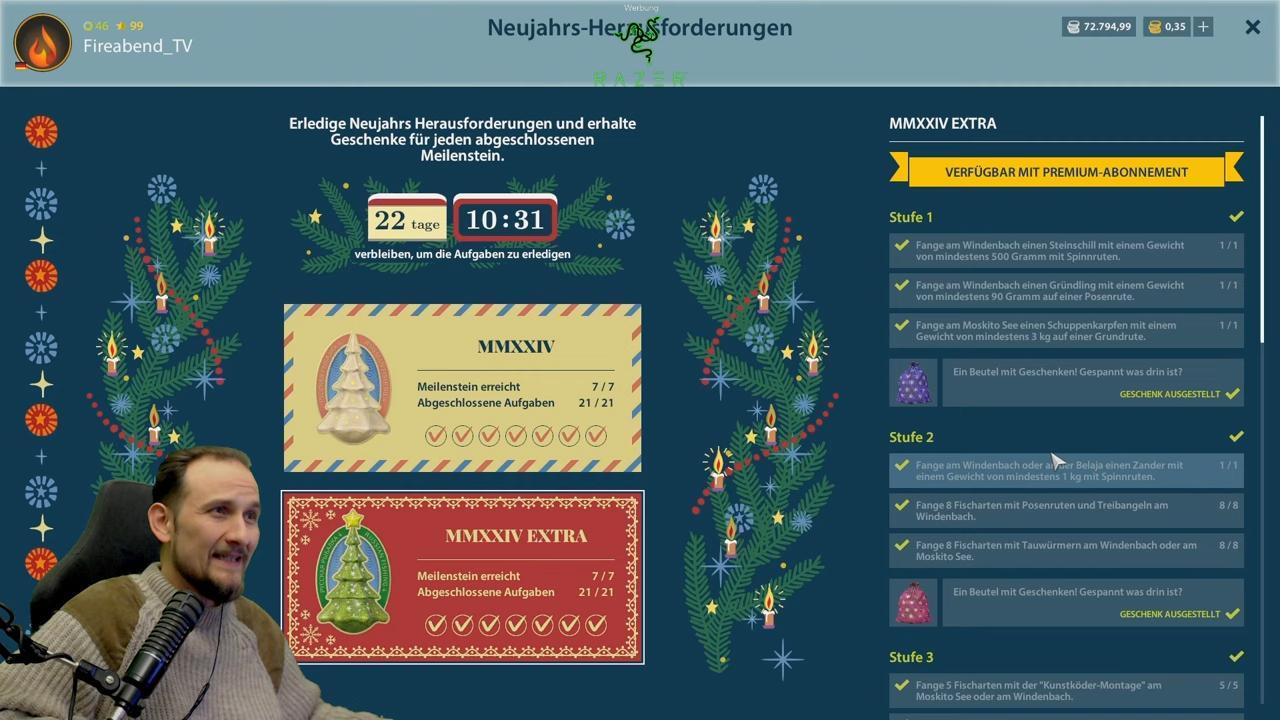 Werbung
46 99
Fireabend_TV
Neujahrs-Herausforderungen
RAZER
72.794,99
0,35
Erledige Neujahrs Herausforderungen und erhalte
Geschenke für jeden abgeschlossenen
Meilenstein.
22 tage
10:31
verbleiben, um die Aufgaben zu erledigen
MMXXIV
Meilenstein erreicht 7 / 7
Abgeschlossene Aufgaben 21 / 21
MMXXIV EXTRA
Meilenstein erreicht 7 / 7
Abgeschlossene Aufgaben 21 / 21
MMXXIV EXTRA
VERFÜGBAR MIT PREMIUM-ABONNEMENT
Stufe 1
Fange am Windenbach einen Steinschill mit einem Gewicht 1 / 1
von mindestens 500 Gramm mit Spinnruten.
Fange am Windenbach einen Gründling mit einem Gewicht 1 / 1
von mindestens 90 Gramm auf einer Posenrute.
Fange am Moskito See einen Schuppenkarpfen mit einem 1 / 1
Gewicht von mindestens 3 kg auf einer Grundrute.
Ein Beutel mit Geschenken! Gespannt was drin ist?
GESCHENK AUSGESTELLT
Stufe 2
Fange am Windenbach oder an der Belaja einen Zander mit 1 / 1
einem Gewicht von mindestens 1 kg mit Spinnruten.
Fange 8 Fischarten mit Posenruten und Treibangeln am 8 / 8
Windenbach.
Fange 8 Fischarten mit Tauwürmern am Windenbach oder am 8 / 8
Moskito See.
Ein Beutel mit Geschenken! Gespannt was drin ist?
GESCHENK AUSGESTELLT
Stufe 3
Fange 5 Fischarten mit der "Kunstköder-Montage" am 5 / 5
Moskito See oder am Windenbach.